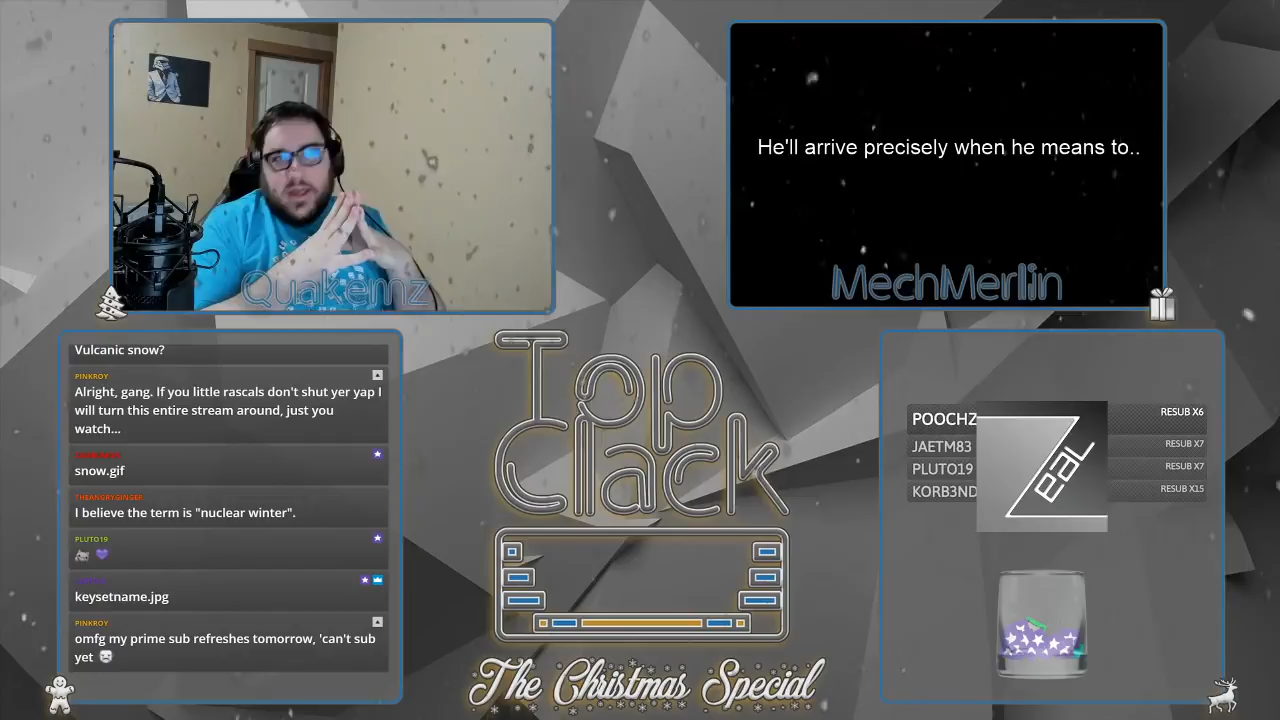 He'll arrive precisely when he means to..
Quakemz
MechMerlin
Vulcanic snow?
PINKROY
Alright, gang. If you little rascals don't shut yer yap I
will turn this entire stream around, just you
watch...
snow.gif
THEANGRYGINGER
I believe the term is "nuclear winter".
PLUTO19
keysetname.jpg
PINKROY
omfg my prime sub refreshes tomorrow, 'can't sub
yet
Top
Clack
The Christmas Special
POOCHZ RESUB X6
JAETM83 RESUB X7
PLUTO19 RESUB X7
KORB3ND RESUB X15
ZeaL